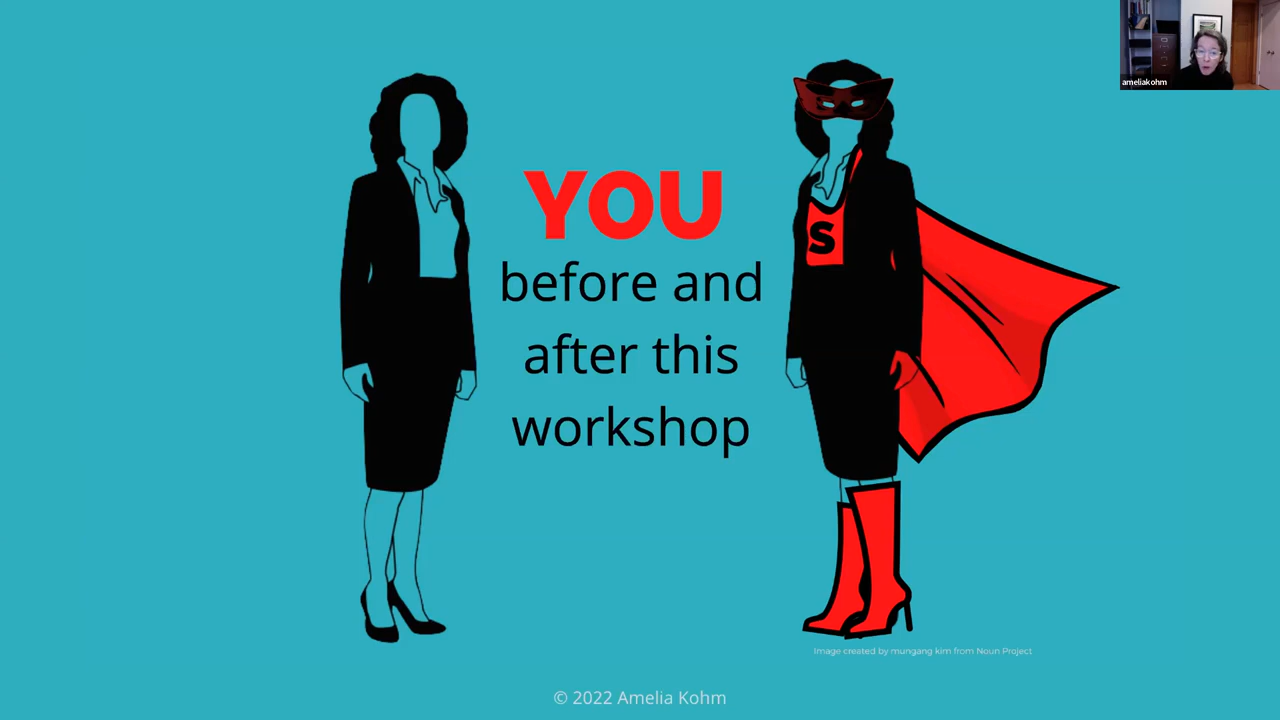 ameliakohm
YOU
before and
after this
workshop
S
Image created by mungang kim from Noun Project
© 2022 Amelia Kohm